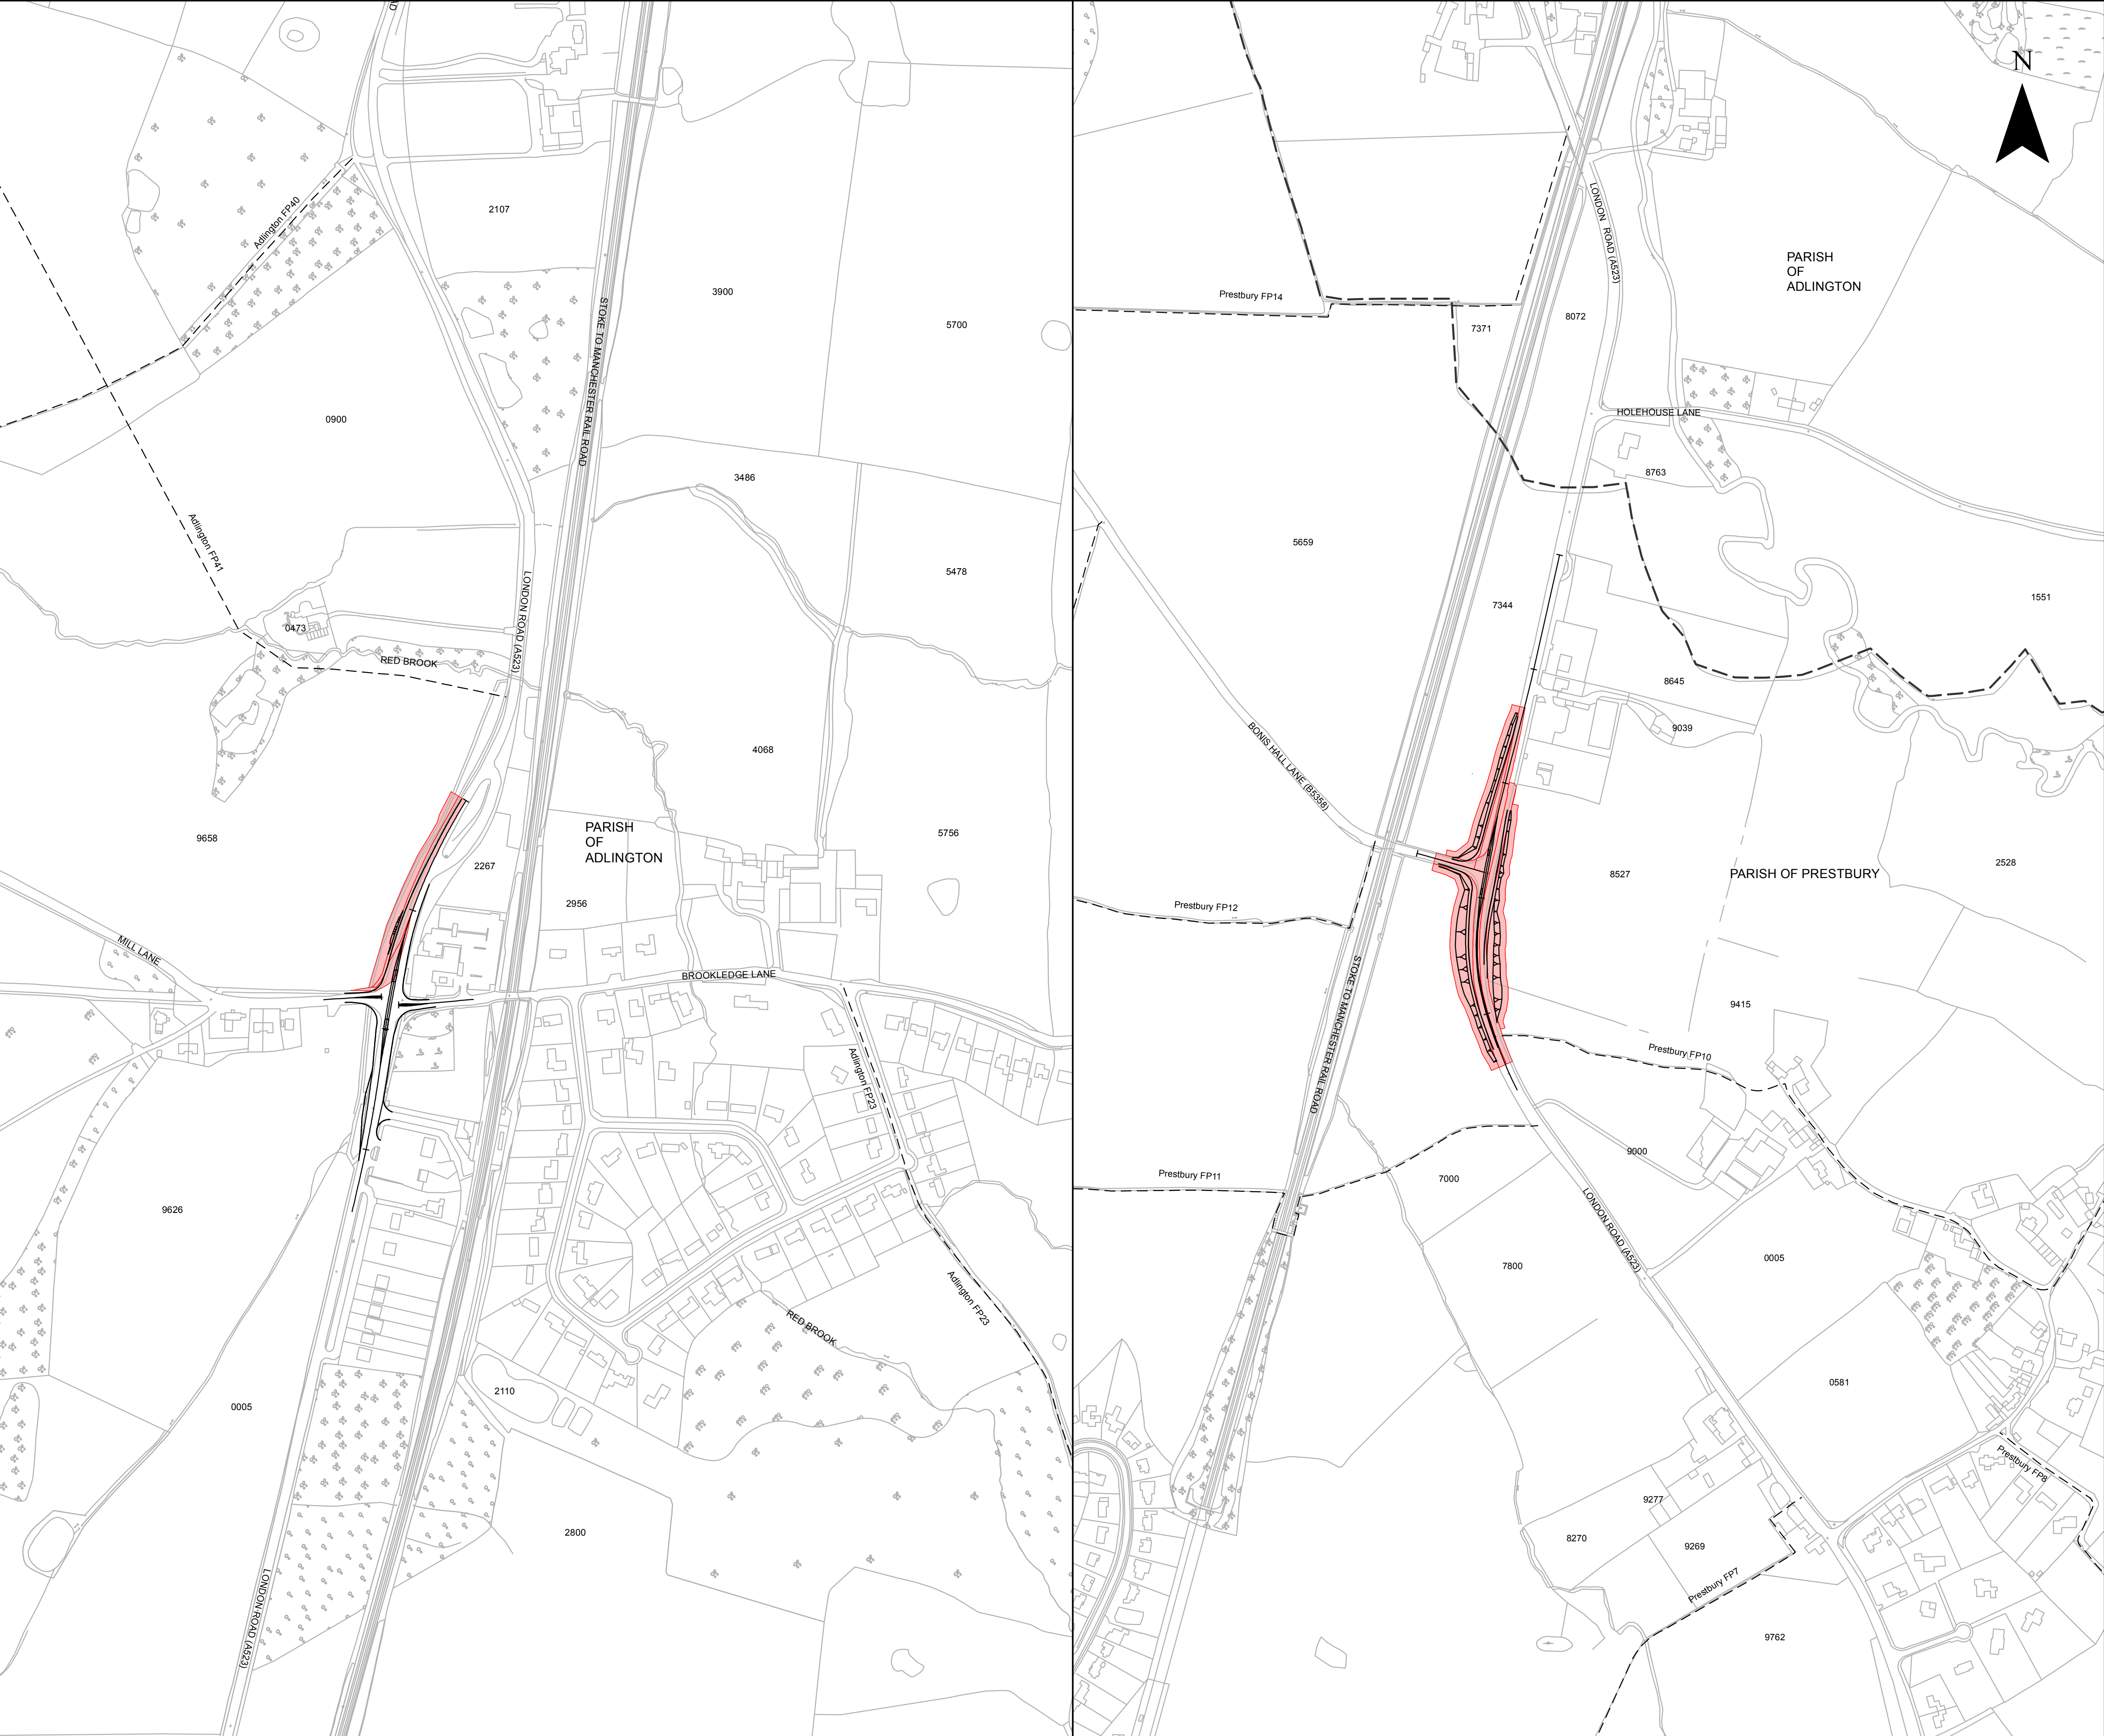 AD
Adlington FP40
2107
3900
5700
0900
STOKE TO MANCHESTER RAIL ROAD
3486
Adlington FP41
5478
LONDON ROAD (A523)
0473
RED BROOK
4068
9658
PARISH
OF
ADLINGTON
5756
2267
2956
MILL LANE
BROOKLEDGE LANE
Adlington FP23
9626
Adlington FP23
RED BROOK
2110
0005
2800
LONDON ROAD (A523)
N
LONDON ROAD (A523)
PARISH
OF
ADLINGTON
Prestbury FP14
7371
8072
HOLEHOUSE LANE
8763
5659
7344
1551
8645
9039
BONIS HALL LANE (B5358)
8527
PARISH OF PRESTBURY
2528
Prestbury FP12
STOKE TO MANCHESTER RAIL ROAD
9415
Prestbury FP10
Prestbury FP11
7000
9000
LONDON ROAD (A523)
7800
0005
0581
Prestbury FP8
9277
8270
9269
Prestbury FP7
9762